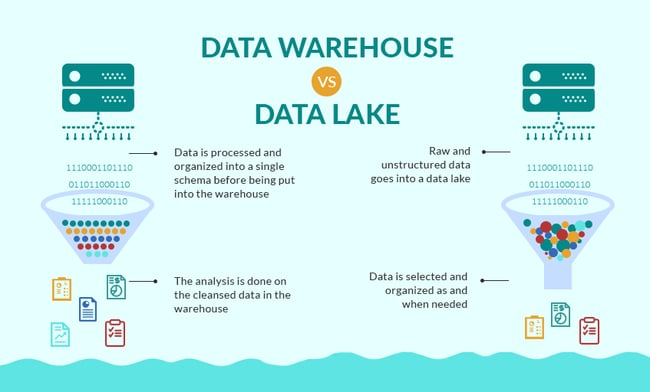 DATA WAREHOUSE
VS
DATA LAKE
Data is processed and
organized into a single
schema before being put
into the warehouse
1110001101110
011011000110
11111000110
The analysis is done on
the cleansed data in the
warehouse
Raw and
unstructured data
goes into a data lake
1110001101110
011011000110
11111000110
Data is selected and
organized as and
when needed